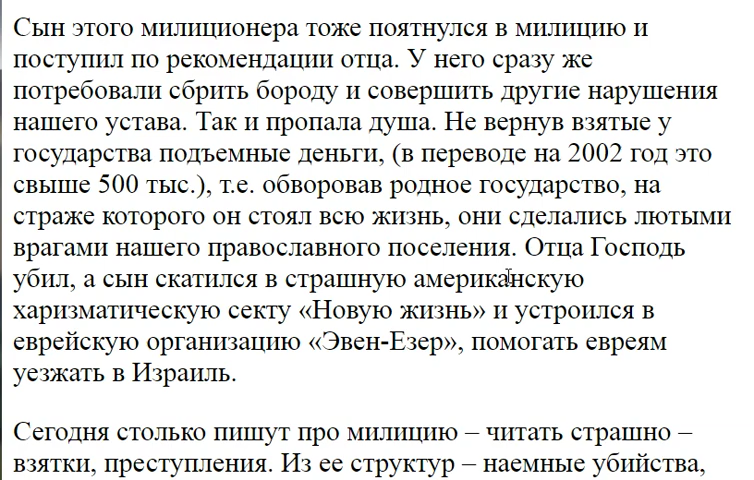 Сын этого милиционера тоже поятнулся в милицию и
поступил по рекомендации отца. У него сразу же
потребовали сбрить бороду и совершить другие нарушения
нашего устава. Так и пропала душа. Не вернув взятые у
государства подъемные деньги, (в переводе на 2002 год это
свыше 500 тыс.), т.е. обворовав родное государство, на
страже которого он стоял всю жизнь, они сделались лютыми
врагами нашего православного поселения. Отца Господь
убил, а сын скатился в страшную американскую
харизматическую секту «Новую жизнь» и устроился в
еврейскую организацию «Эвен-Езер», помогать евреям
уезжать в Израиль.
Сегодня столько пишут про милицию – читать страшно –
взятки, преступления. Из ее структур – наемные убийства,